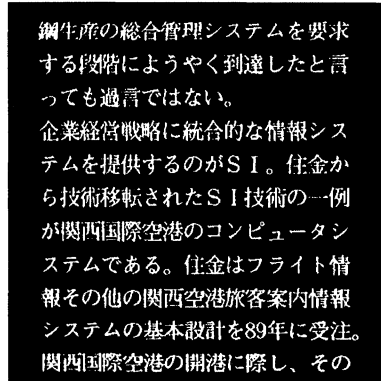 鋼生産の総合管理システムを要求
する段階にようやく到達したと言
っても過言ではない。
企業経営戦略に統合的な情報シス
テムを提供するのがＳＩ。住金か
ら技術移転されたＳＩ技術の一例
が関西国際空港のコンピュータシ
ステムである。住金はフライト情
報その他の関西空港旅客案内情報
システムの基本設計を89年に受注。
関西国際空港の開港に際し、その